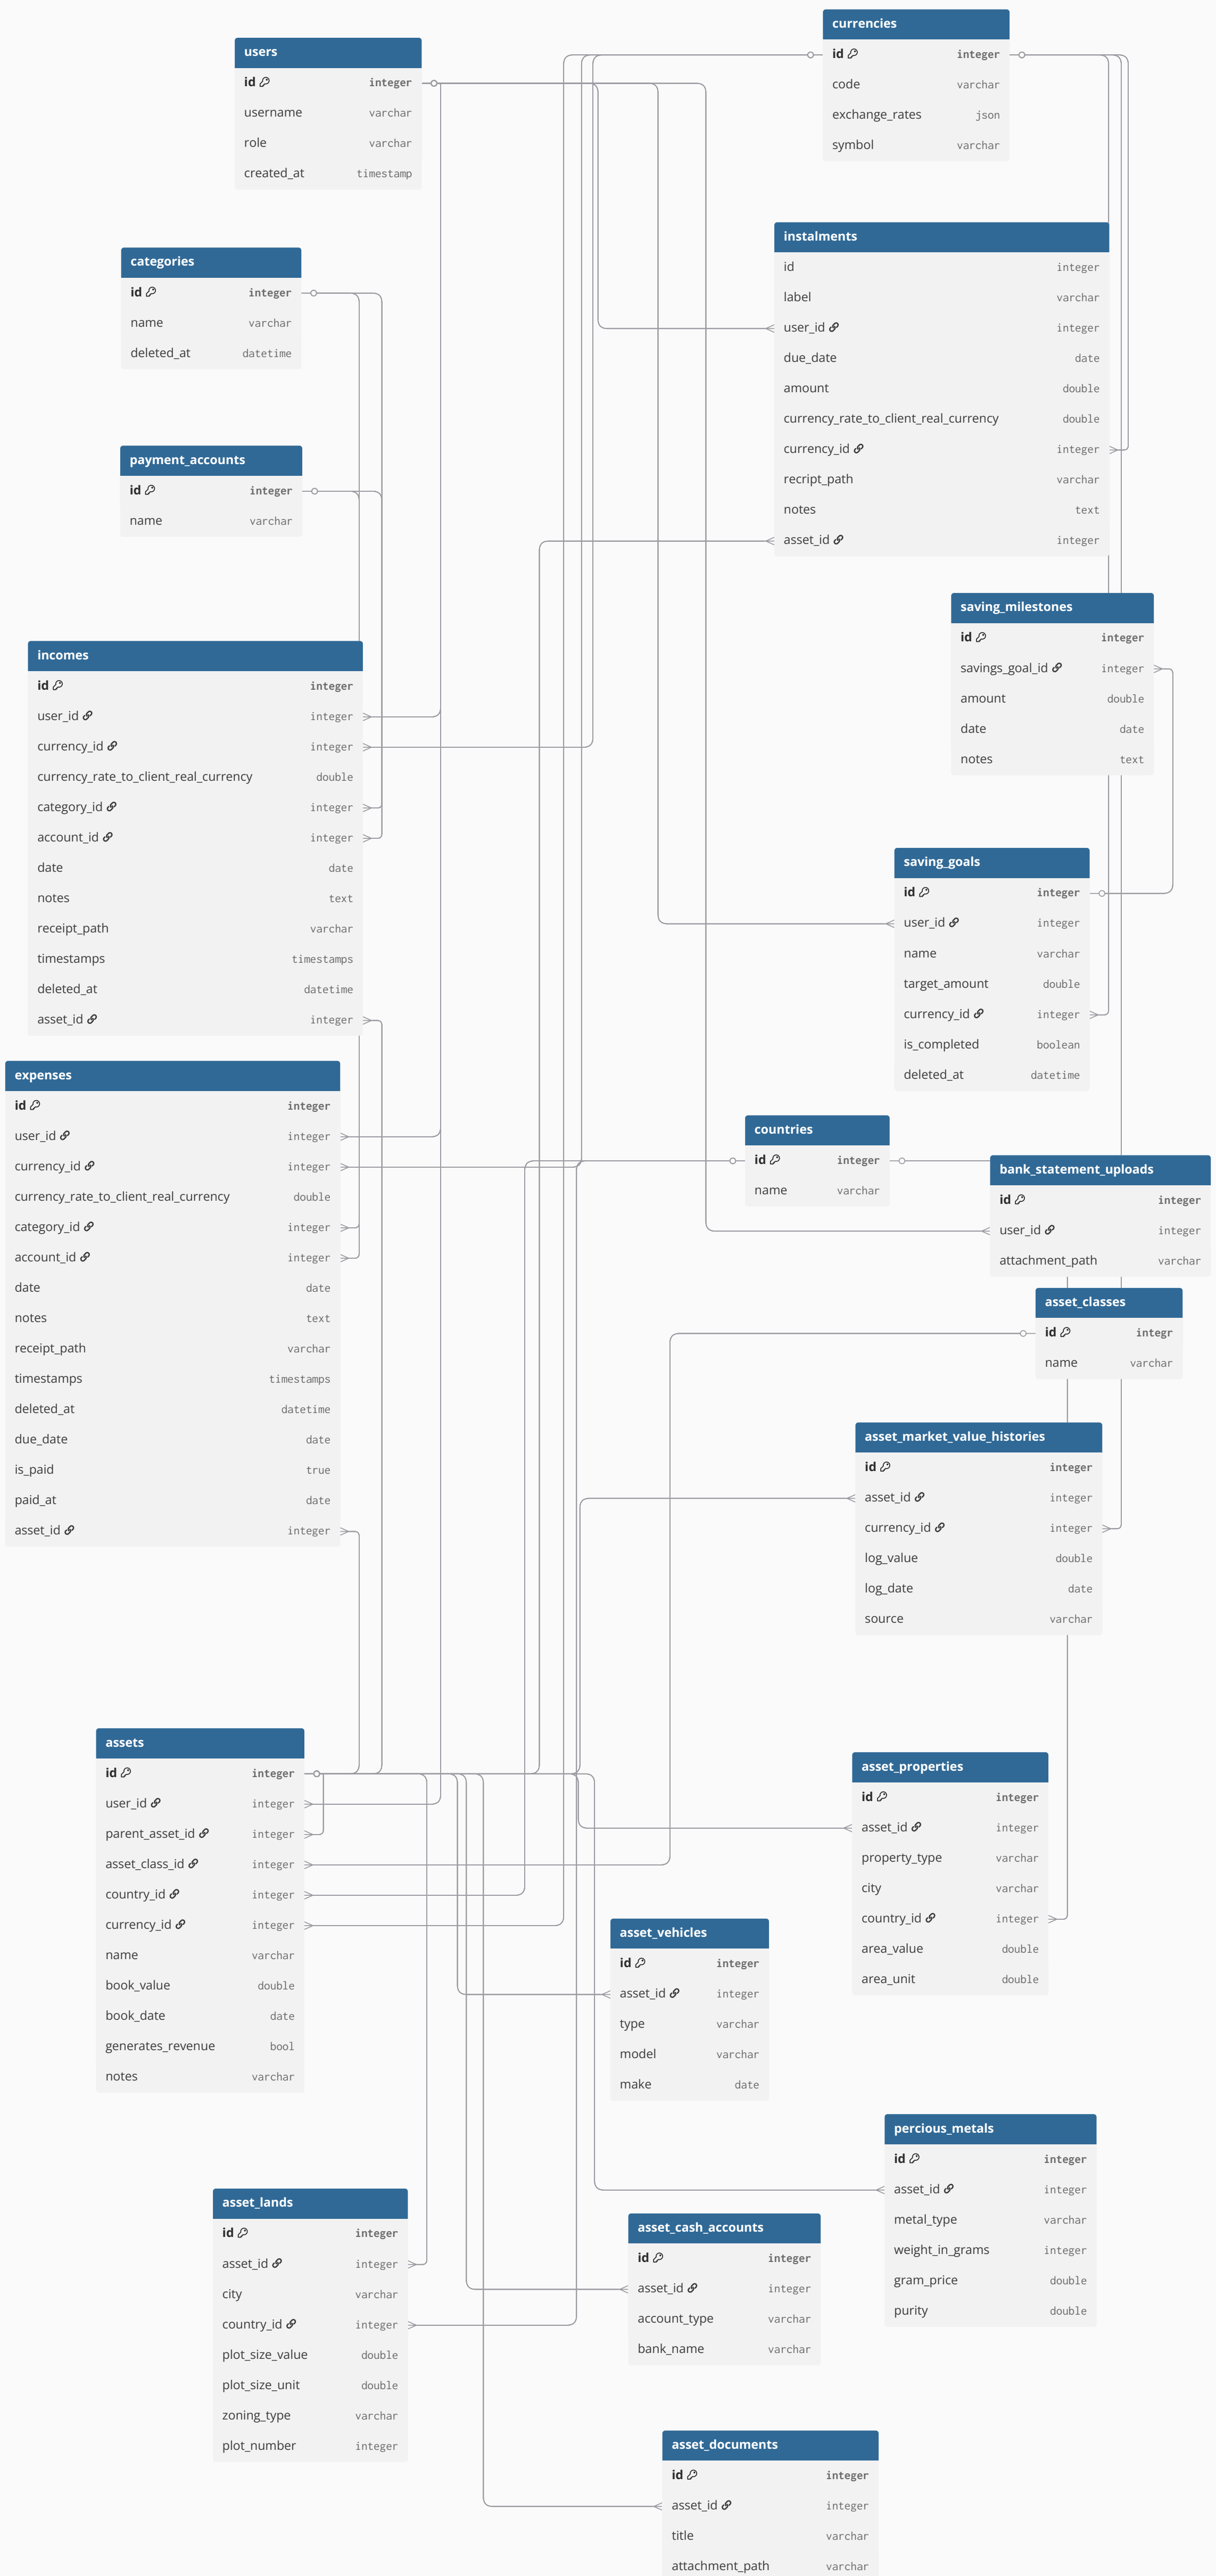 users
id integer
username varchar
role varchar
created_at timestamp
currencies
id integer
code varchar
exchange_rates json
symbol varchar
categories
id integer
name varchar
deleted_at datetime
instalments
id integer
label varchar
user_id integer
due_date date
amount double
currency_rate_to_client_real_currency double
currency_id integer
recript_path varchar
notes text
asset_id integer
payment_accounts
id integer
name varchar
saving_milestones
id integer
savings_goal_id integer
amount double
date date
notes text
incomes
id integer
user_id integer
currency_id integer
currency_rate_to_client_real_currency double
category_id integer
account_id integer
date date
notes text
receipt_path varchar
timestamps timestamps
deleted_at datetime
asset_id integer
saving_goals
id integer
user_id integer
name varchar
target_amount double
currency_id integer
is_completed boolean
deleted_at datetime
expenses
id integer
user_id integer
currency_id integer
currency_rate_to_client_real_currency double
category_id integer
account_id integer
date date
notes text
receipt_path varchar
timestamps timestamps
deleted_at datetime
due_date date
is_paid true
paid_at date
asset_id integer
countries
id integer
name varchar
bank_statement_uploads
id integer
user_id integer
attachment_path varchar
asset_classes
id integr
name varchar
asset_market_value_histories
id integer
asset_id integer
currency_id integer
log_value double
log_date date
source varchar
assets
id integer
user_id integer
parent_asset_id integer
asset_class_id integer
country_id integer
currency_id integer
name varchar
book_value double
book_date date
generates_revenue bool
notes varchar
asset_properties
id integer
asset_id integer
property_type varchar
city varchar
country_id integer
area_value double
area_unit double
asset_vehicles
id integer
asset_id integer
type varchar
model varchar
make date
percious_metals
id integer
asset_id integer
metal_type varchar
weight_in_grams integer
gram_price double
purity double
asset_lands
id integer
asset_id integer
city varchar
country_id integer
plot_size_value double
plot_size_unit double
zoning_type varchar
plot_number integer
asset_cash_accounts
id integer
asset_id integer
account_type varchar
bank_name varchar
asset_documents
id integer
asset_id integer
title varchar
attachment_path varchar